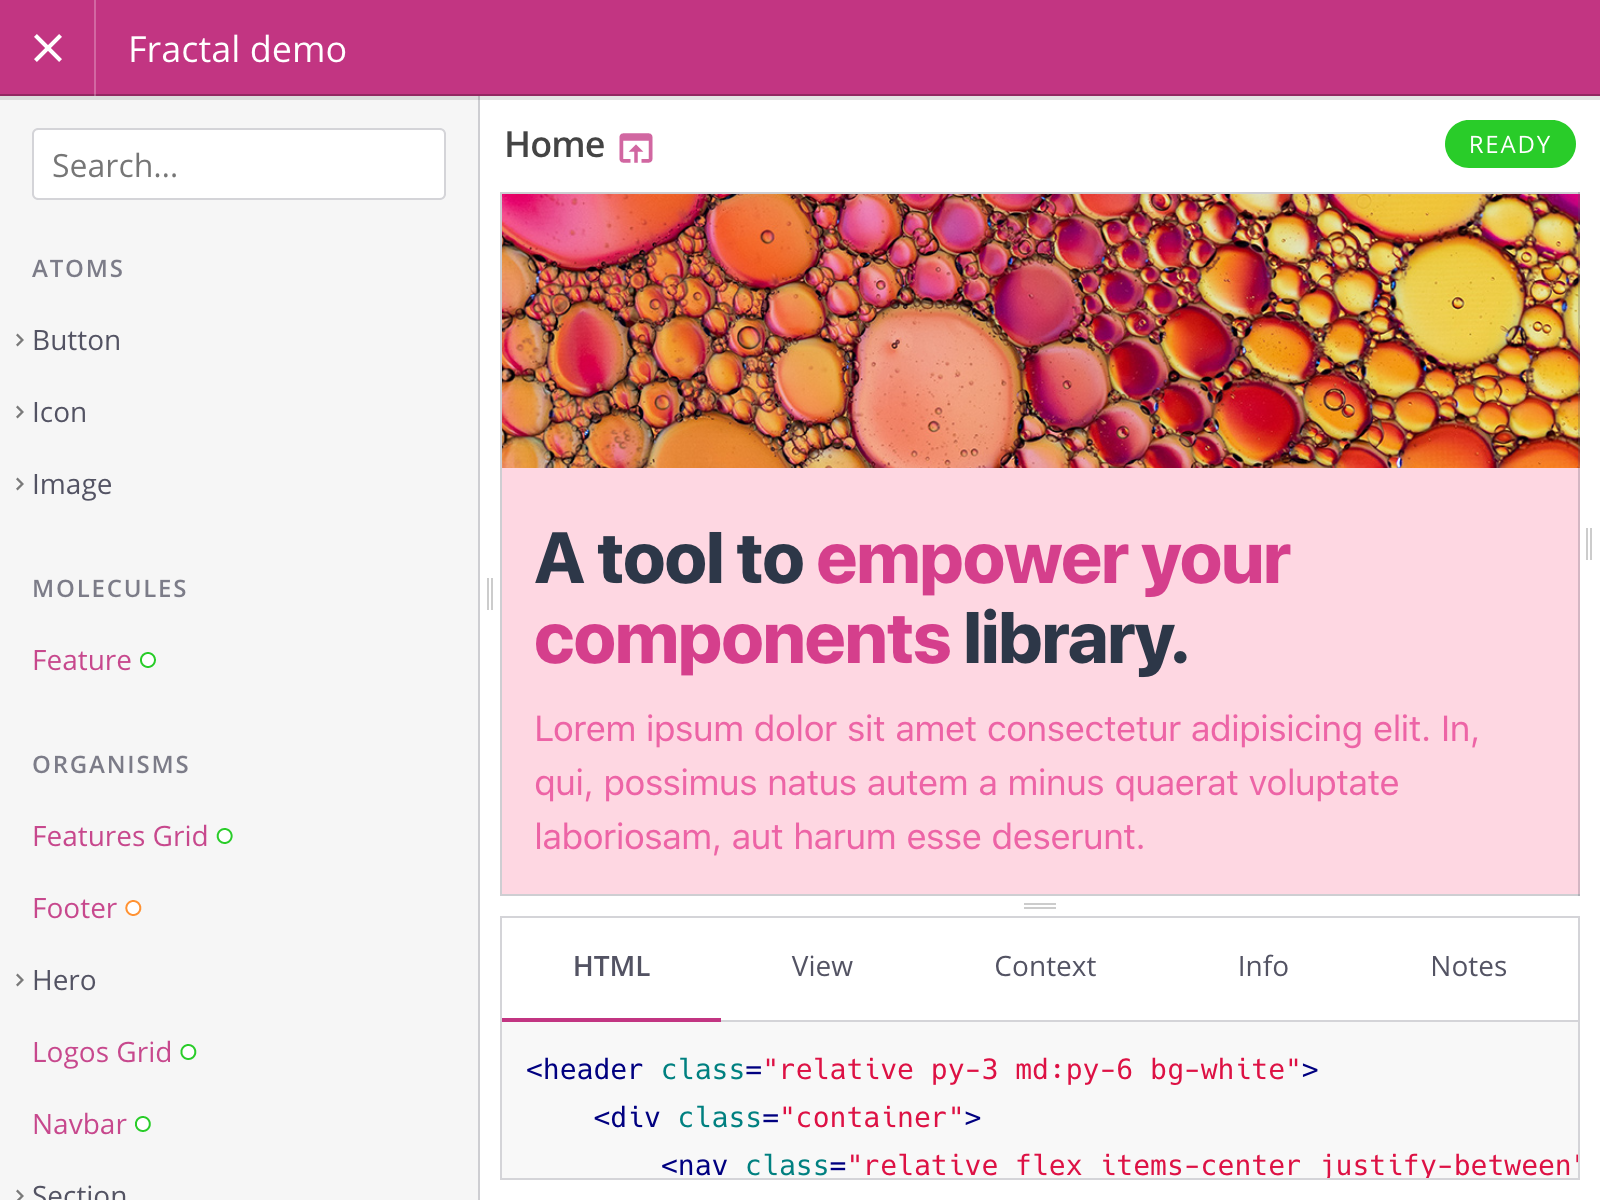 Fractal demo
Search...
ATOMS
Button
Icon
Image
MOLECULES
Feature
ORGANISMS
Features Grid
Footer
Hero
Logos Grid
Navbar
Section
Home
READY
A tool to empower your
components library.
Lorem ipsum dolor sit amet consectetur adipisicing elit. In,
qui, possimus natus autem a minus quaerat voluptate
laboriosam, aut harum esse deserunt.
HTML View Context Info Notes
<header class="relative py-3 md:py-6 bg-white">
<div class="container">
<nav class="relative flex items-center justify-between"